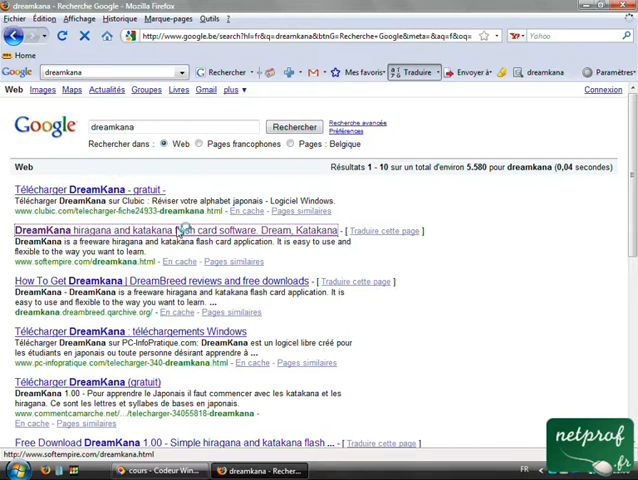 dreamkana - Recherche Google - Mozilla Firefox
Fichier Édition Affichage Historique Marque-pages Outils ?
http://www.google.be/search?hl=fr&q=dreamkana&btnG=Recherche+Google&meta=&aq=f&oq= Yahoo
Home
Google dreamkana Rechercher Mes favoris Traduire Envoyer à dreamkana Paramètres
Web Images Maps Actualités Groupes Livres Gmail plus ▼ Connexion
Google dreamkana Rechercher Recherche avancée
Préférences
Rechercher dans : Web Pages francophones Pages : Belgique
Web Résultats 1 - 10 sur un total d'environ 5.580 pour dreamkana (0,04 secondes)
Télécharger DreamKana - gratuit -
Télécharger DreamKana sur Clubic : Réviser votre alphabet japonais - Logiciel Windows.
www.clubic.com/telecharger-fiche24933-dreamkana.html - En cache - Pages similaires
DreamKana hiragana and katakana flash card software. Dream, Katakana - [ Traduire cette page ]
DreamKana is a freeware hiragana and katakana flash card application. It is easy to use and
flexible to the way you want to learn.
www.softempire.com/dreamkana.html - En cache - Pages similaires
How To Get DreamKana | DreamBreed reviews and free downloads - [ Traduire cette page ]
DreamKana - DreamKana is a freeware hiragana and katakana flash card application. It is
easy to use and flexible to the way you want to learn. ...
dreamkana.dreambreed.qarchive.org/ - En cache - Pages similaires
Télécharger DreamKana : téléchargements Windows
Télécharger DreamKana sur PC-InfoPratique.com: DreamKana est un logiciel libre créé pour
les étudiants en japonais ou toute personne désirant apprendre à ...
www.pc-infopratique.com/telecharger-340-dreamkana.html - En cache - Pages similaires
Télécharger DreamKana (gratuit)
DreamKana 1.00 - Pour apprendre le Japonais il faut commencer avec les katakana et les
hiragana. Ce sont les lettres et syllabes de bases en japonais.
www.commentcamarche.net/.../telecharger-34055818-dreamkana -
En cache - Pages similaires
Free Download DreamKana 1.00 - Simple hiragana and katakana flash ... - [ Traduire cette page ]
http://www.softempire.com/dreamkana.html
cours - Codeur Win... dreamkana - Recher... FR
netprof
.fr